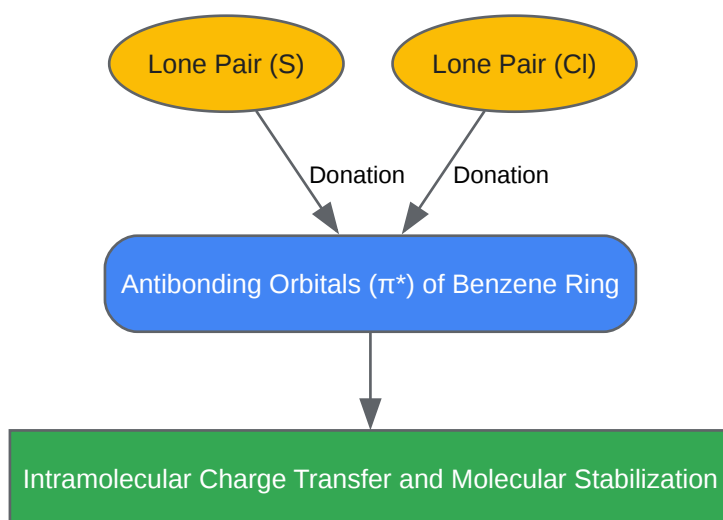 Lone Pair (S)
Lone Pair (Cl)
Donation
Donation
Antibonding Orbitals (π*) of Benzene Ring
Intramolecular Charge Transfer and Molecular Stabilization